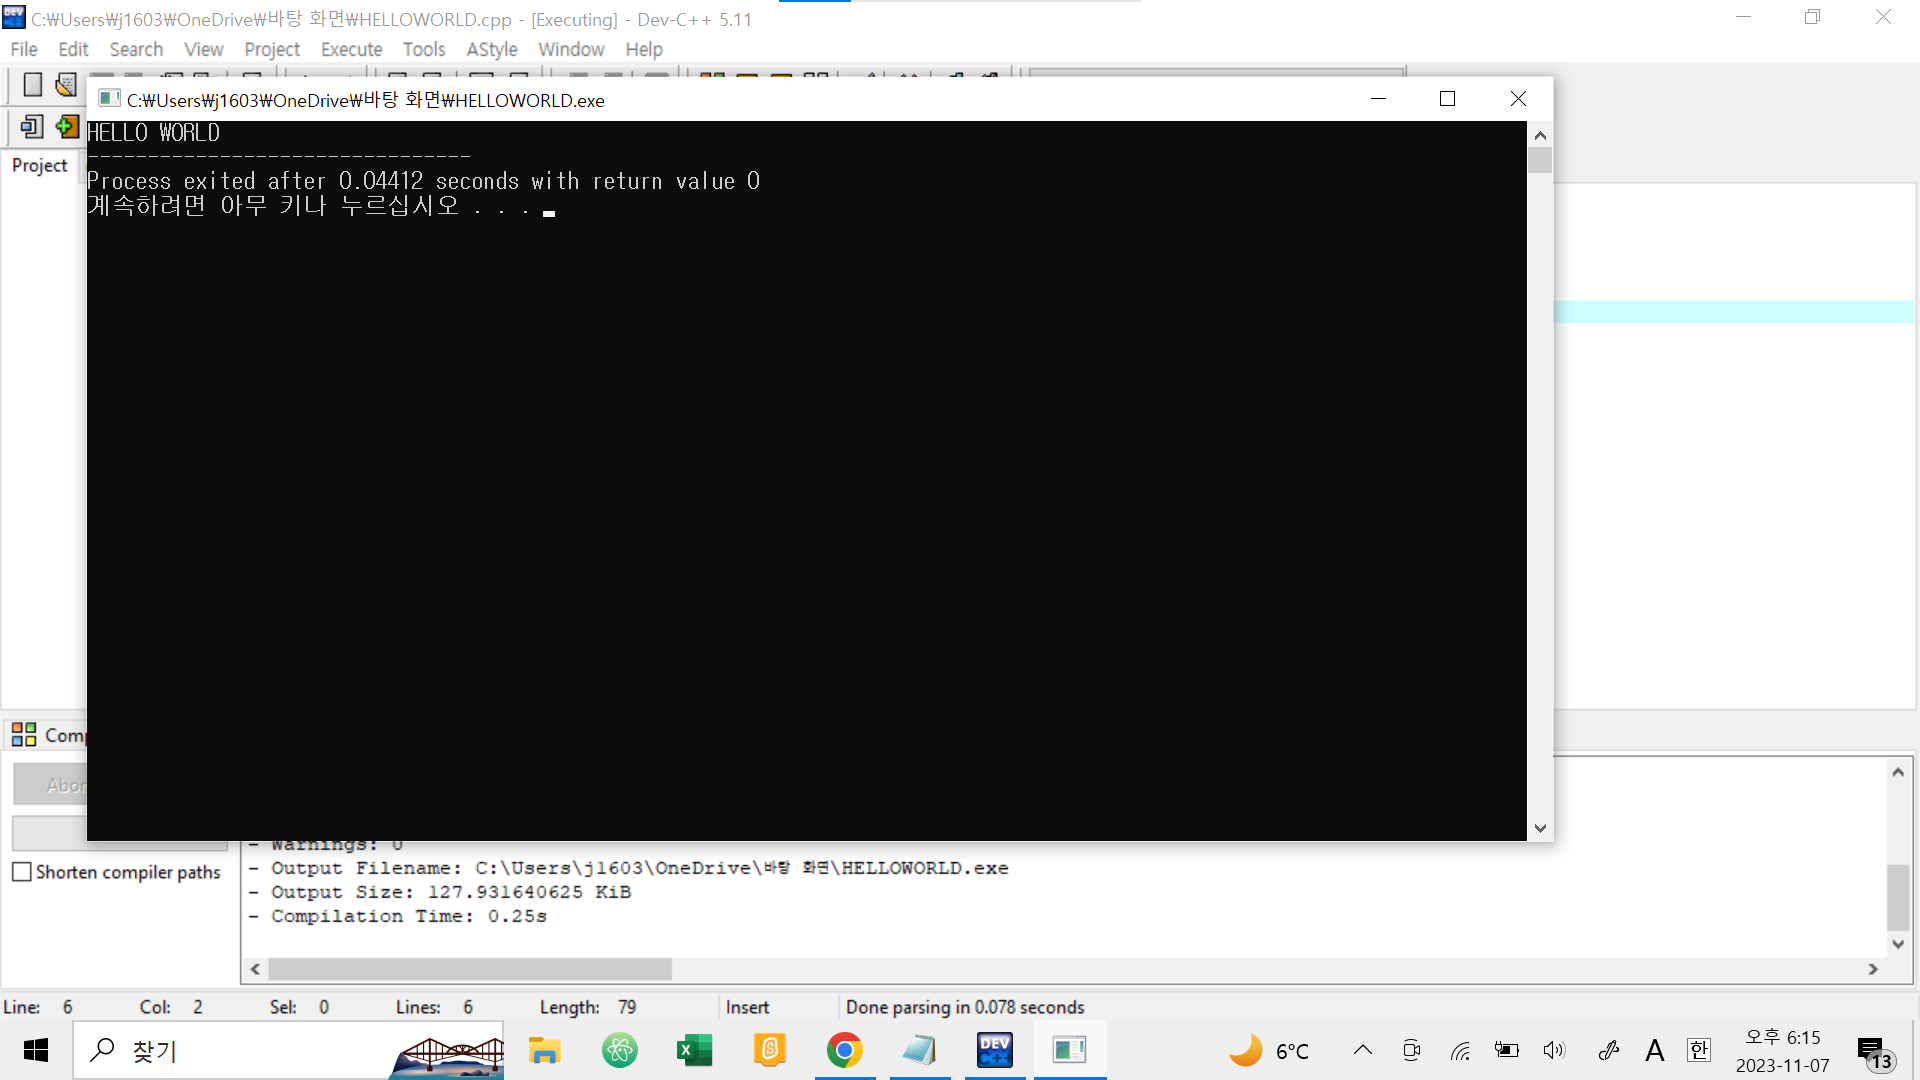 C:₩Users₩j1603₩OneDrive₩바탕 화면₩HELLOWORLD.cpp - [Executing] - Dev-C++ 5.11
File Edit Search View Project Execute Tools AStyle Window Help
C:₩Users₩j1603₩OneDrive₩바탕 화면₩HELLOWORLD.exe
HELLO WORLD
--------------------------------
Process exited after 0.04412 seconds with return value 0
계속하려면 아무 키나 누르십시오 . . .
Project
- Warnings: 0
Shorten compiler paths
- Output Filename: C:\Users\j1603\OneDrive\바탕 화면\HELLOWORLD.exe
- Output Size: 127.931640625 KiB
- Compilation Time: 0.25s
Line: 6 Col: 2 Sel: 0 Lines: 6 Length: 79 Insert Done parsing in 0.078 seconds
찾기
DEV C++
6°C
A
한
오후 6:15
2023-11-07
13